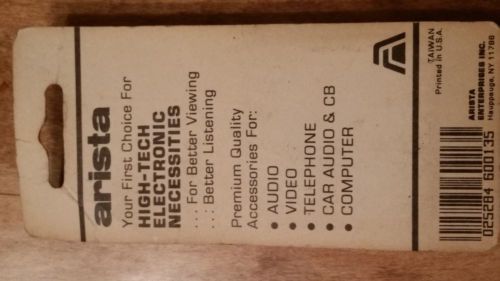 arista
Your First Choice For
HIGH-TECH
ELECTRONIC
NECESSITIES
. . . For Better Viewing
. . . Better Listening
Premium Quality
Accessories For:
• AUDIO
• VIDEO
• TELEPHONE
• CAR AUDIO & CB
• COMPUTER
TAIWAN
Printed in U.S.A.
ARISTA
ENTERPRISES INC.
Hauppauge, NY 11788
025284 600135